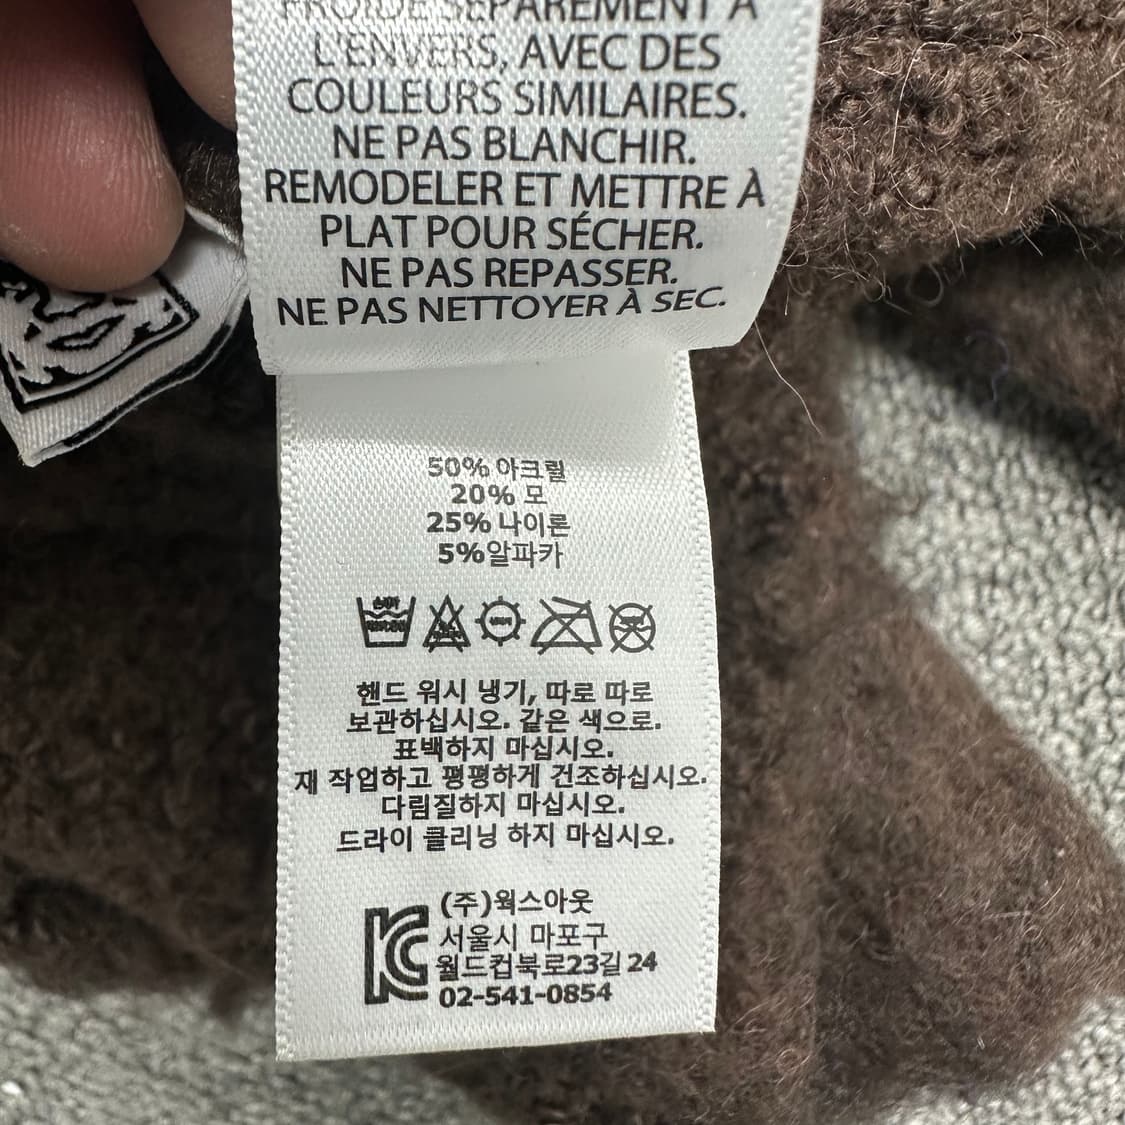 FROIDE SÉPARÉMENT À
L'ENVERS, AVEC DES
COULEURS SIMILAIRES.
NE PAS BLANCHIR.
REMODELER ET METTRE À
PLAT POUR SÉCHER.
NE PAS REPASSER.
NE PAS NETTOYER À SEC.
50% 아크릴
20% 모
25% 나이론
5%알파카
핸드 워시 냉기, 따로 따로
보관하십시오. 같은 색으로.
표백하지 마십시오.
재 작업하고 평평하게 건조하십시오.
다림질하지 마십시오.
드라이 클리닝 하지 마십시오.
(주)웍스아웃
서울시 마포구
월드컵북로23길 24
02-541-0854